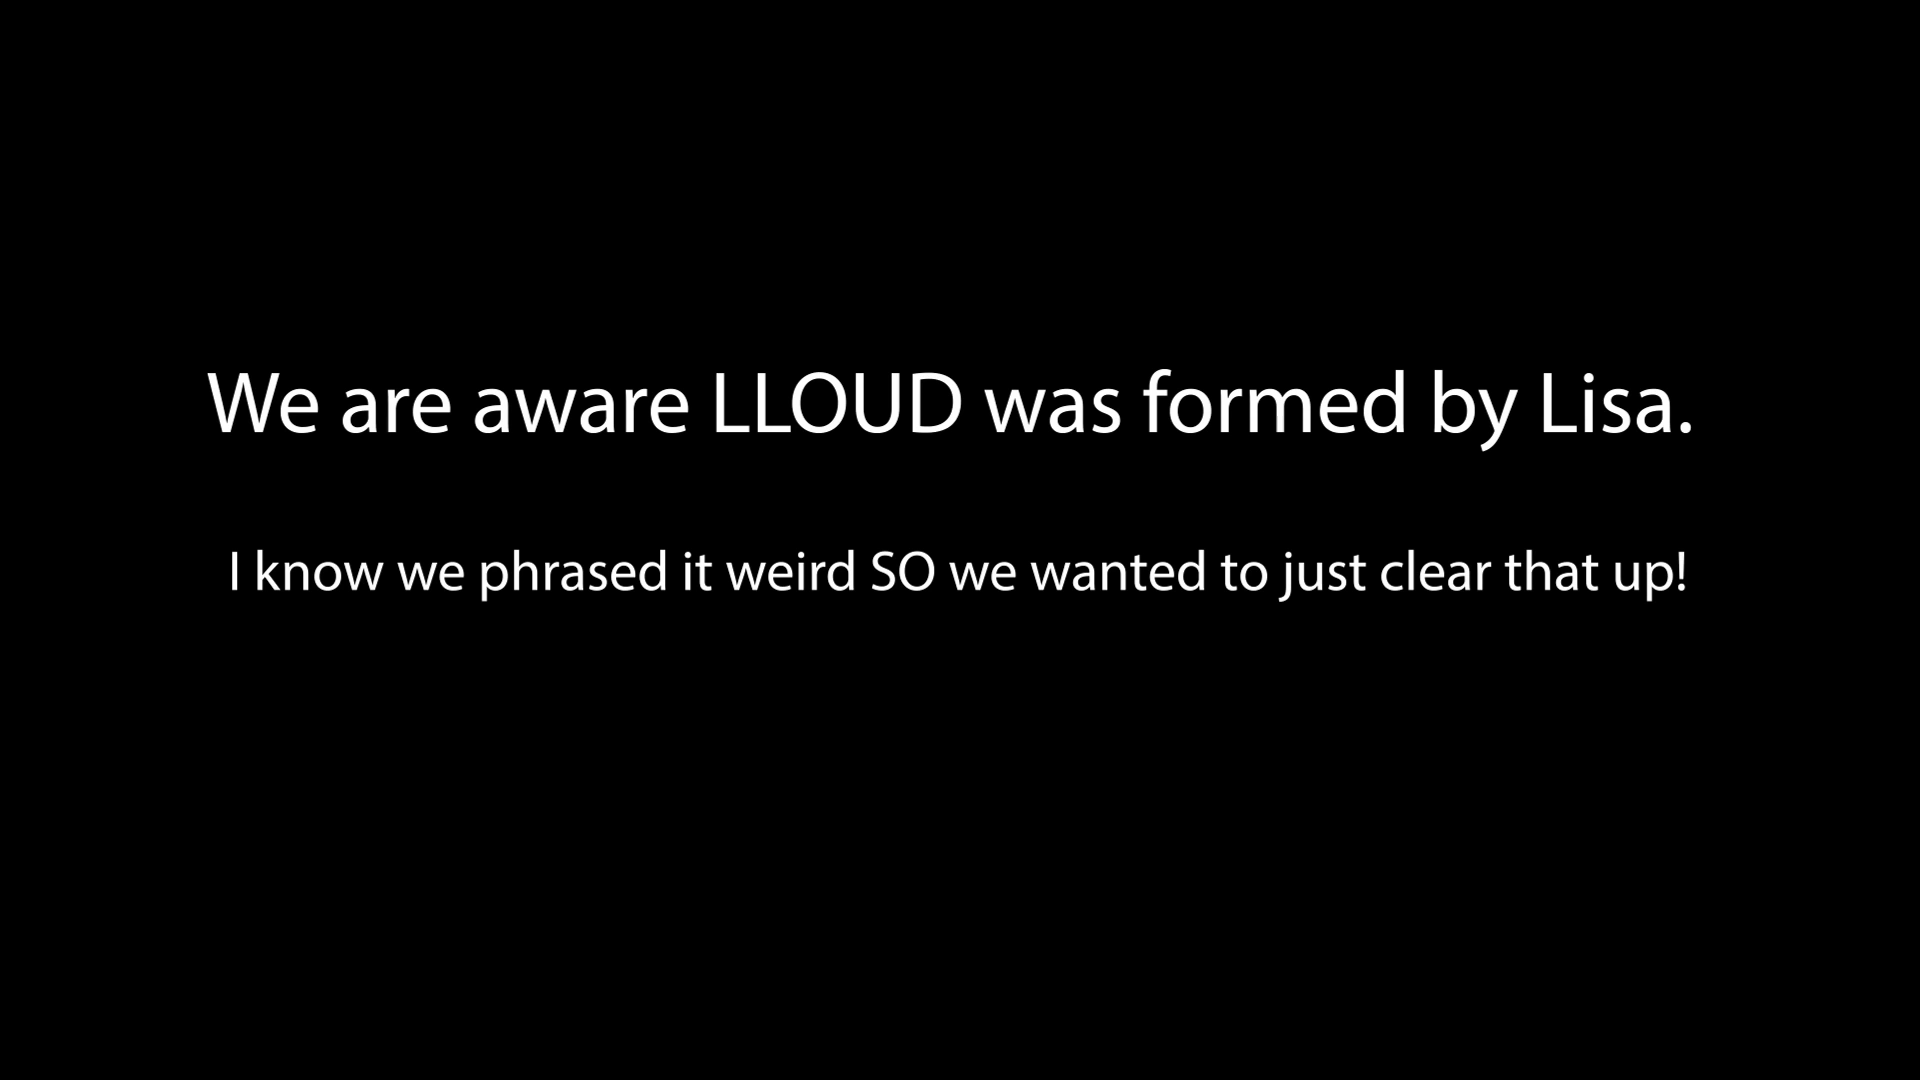 We are aware LLOUD was formed by Lisa.
I know we phrased it weird SO we wanted to just clear that up!